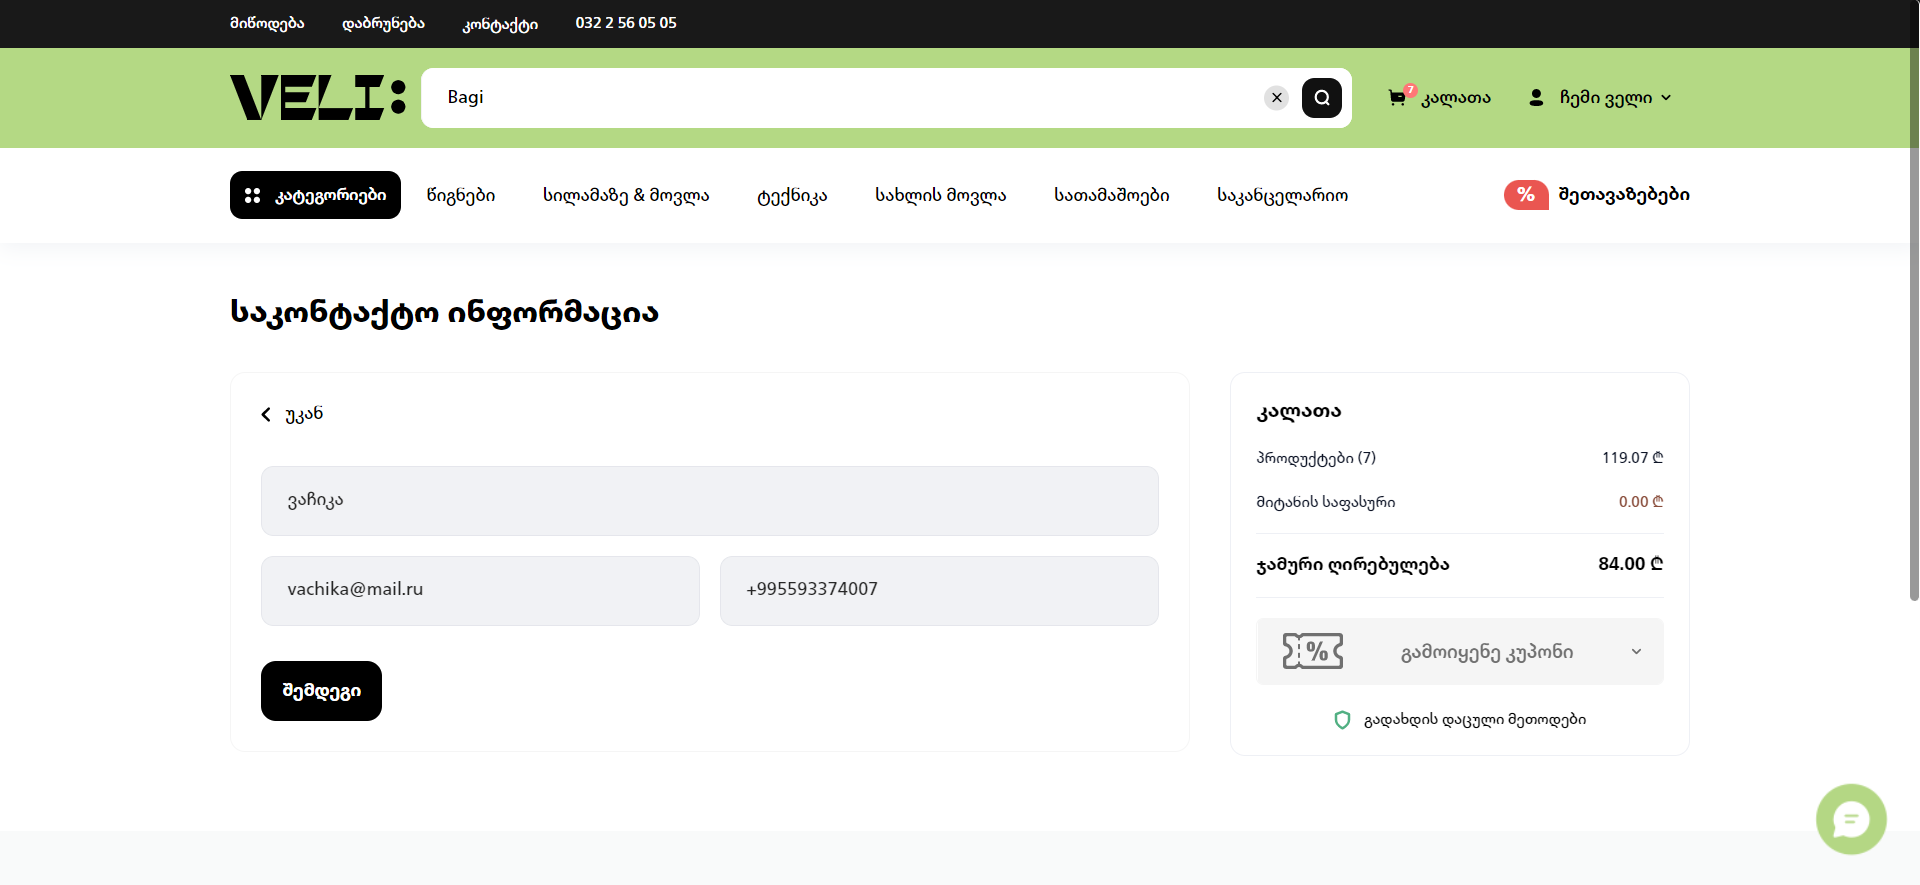 მიწოდება დაბრუნება კონტაქტი 032 2 56 05 05
VELI:
Bagi
7
კალათა
ჩემი ველი
კატეგორიები წიგნები სილამაზე & მოვლა ტექნიკა სახლის მოვლა სათამაშოები საკანცელარიო % შეთავაზებები
საკონტაქტო ინფორმაცია
უკან
ვაჩიკა
vachika@mail.ru
+995593374007
შემდეგი
კალათა
პროდუქტები (7) 119.07 ₾
მიტანის საფასური 0.00 ₾
ჯამური ღირებულება 84.00 ₾
% გამოიყენე კუპონი
გადახდის დაცული მეთოდები